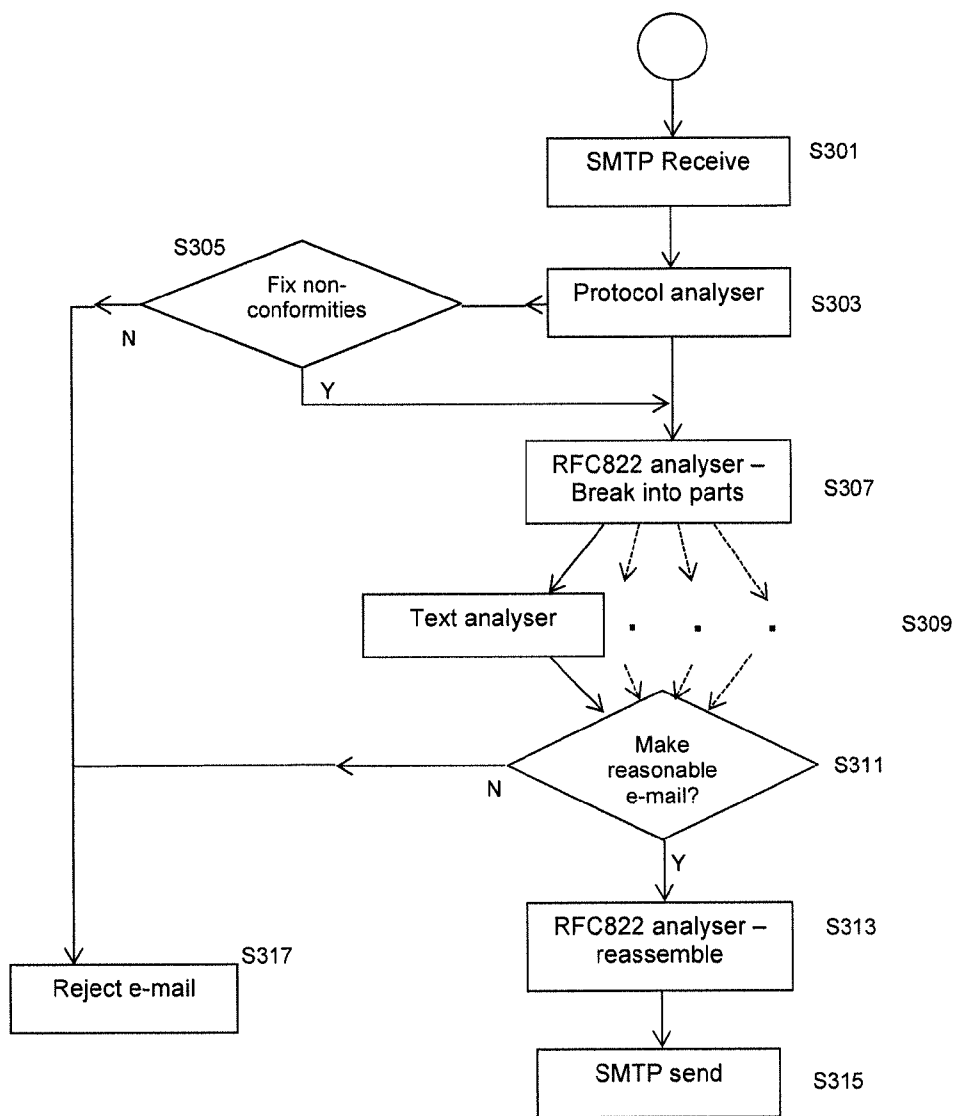 S301
SMTP Receive
S305
Fix non-
conformities
Protocol analyser
S303
N
Y
RFC822 analyser –
Break into parts
S307
Text analyser
S309
Make
reasonable
e-mail?
S311
N
Y
RFC822 analyser –
reassemble
S313
S317
Reject e-mail
SMTP send
S315